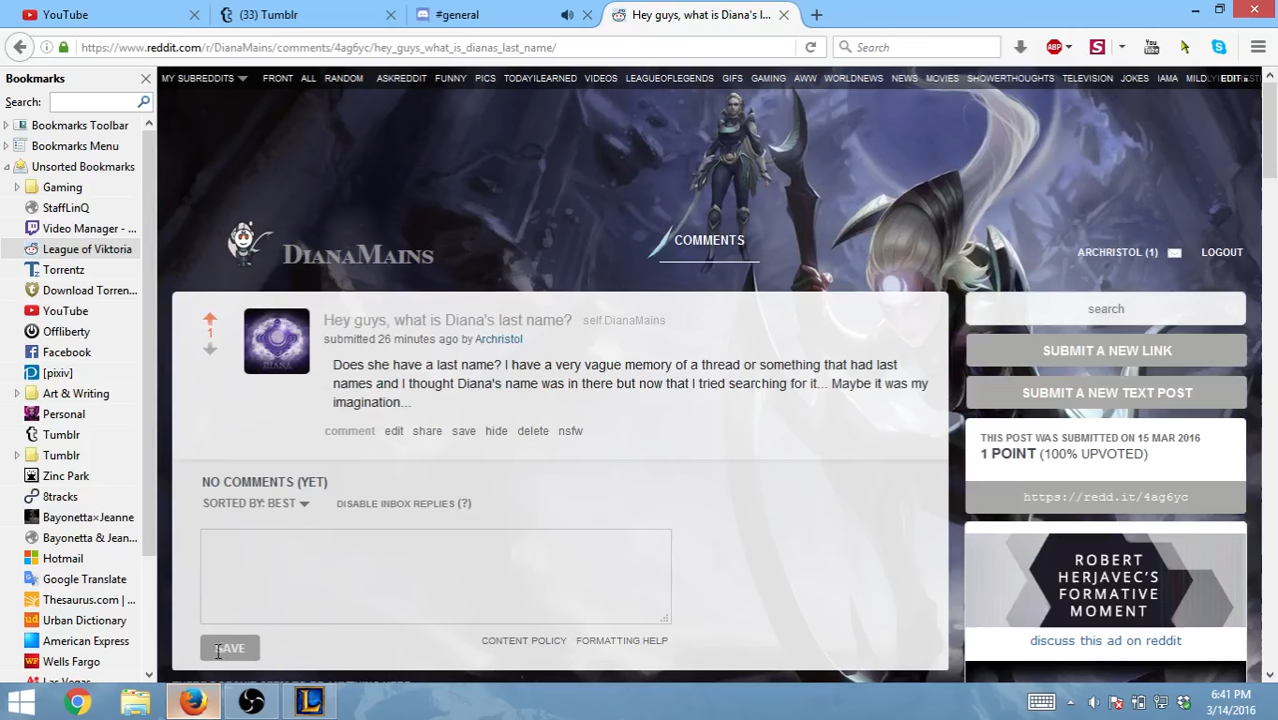 YouTube
(33) Tumblr
#general
Hey guys, what is Diana's l...
https://www.reddit.com/r/DianaMains/comments/4ag6yc/hey_guys_what_is_dianas_last_name/
Search
ABP
S
You Tube
Bookmarks
Search:
Bookmarks Toolbar
Bookmarks Menu
Unsorted Bookmarks
Gaming
StaffLinQ
Video Manager - ...
League of Viktoria
Torrentz
Download Torren...
YouTube
Offliberty
Facebook
[pixiv]
Art & Writing
Personal
Tumblr
Tumblr
Zinc Park
8tracks
Bayonetta×Jeanne
Bayonette & Jean...
Hotmail
Google Translate
Thesaurus.com | ...
Urban Dictionary
American Express
Wells Fargo
MY SUBREDDITS FRONT ALL RANDOM ASKREDDIT FUNNY PICS TODAYILEARNED VIDEOS LEAGUEOFLEGENDS GIFS GAMING AWW WORLDNEWS NEWS MOVIES SHOWERTHOUGHTS TELEVISION JOKES IAMA EDIT
DIANAMAINS
COMMENTS
ARCHRISTOL (1) LOGOUT
1
DIANA
Hey guys, what is Diana's last name? self.DianaMains
submitted 26 minutes ago by Archristol
Does she have a last name? I have a very vague memory of a thread or something that had last
names and I thought Diana's name was in there but now that I tried searching for it... Maybe it was my
imagination...
comment edit share save hide delete nsfw
NO COMMENTS (YET)
SORTED BY: BEST DISABLE INBOX REPLIES (?)
SAVE
CONTENT POLICY FORMATTING HELP
search
SUBMIT A NEW LINK
SUBMIT A NEW TEXT POST
THIS POST WAS SUBMITTED ON 15 MAR 2016
1 POINT (100% UPVOTED)
https://redd.it/4ag6yc
ROBERT
HERJAVEC'S
FORMATIVE
MOMENT
discuss this ad on reddit
6:41 PM
3/14/2016